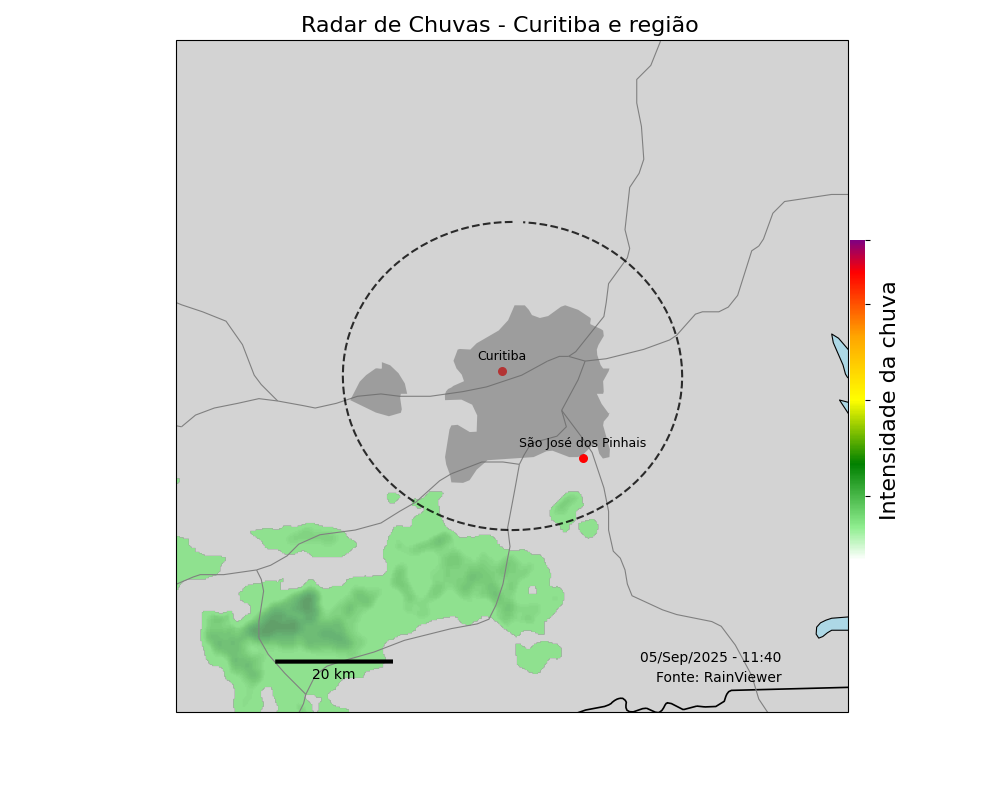 Radar de Chuvas - Curitiba e região
Curitiba
São José dos Pinhais
Intensidade da chuva
05/Sep/2025 - 11:40
20 km
Fonte: RainViewer